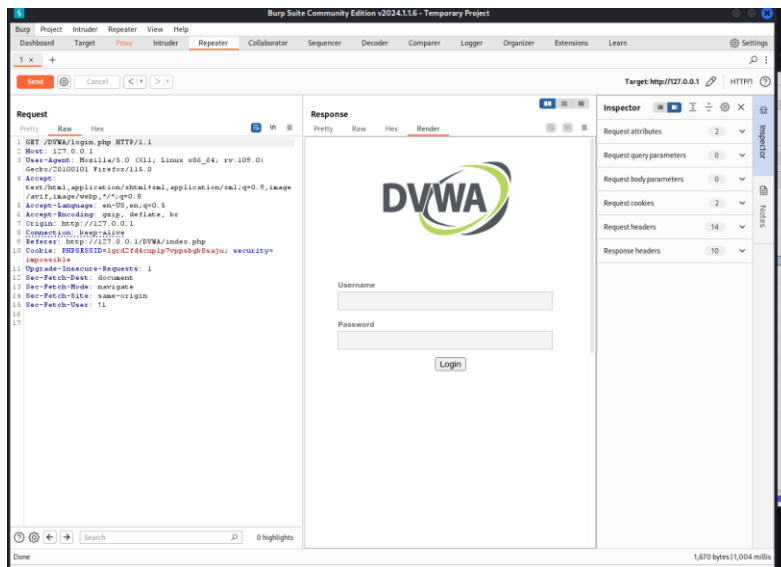 Burp Suite Community Edition v2024.1.1.6 - Temporary Project
Burp Project Intruder Repeater View Help
Dashboard Target Proxy Intruder Repeater Collaborator Sequencer Decoder Comparer Logger Organizer Extensions Learn Settings
1 × +
Send Cancel < > Target: http://127.0.0.1 HTTP/1
Request
Pretty Raw Hex
1 GET /DVWA/login.php HTTP/1.1
2 Host: 127.0.0.1
3 User-Agent: Mozilla/5.0 (X11; Linux x86_64; rv:109.0)
Gecko/20100101 Firefox/115.0
4 Accept:
text/html,application/xhtml+xml,application/xml;q=0.9,image
/avif,image/webp,*/*;q=0.8
5 Accept-Language: en-US,en;q=0.5
6 Accept-Encoding: gzip, deflate, br
7 Origin: http://127.0.0.1
8 Connection: keep-alive
9 Referer: http://127.0.0.1/DVWA/index.php
10 Cookie: PHPSESSID= security=
impossible
11 Upgrade-Insecure-Requests: 1
12 Sec-Fetch-Dest: document
13 Sec-Fetch-Mode: navigate
14 Sec-Fetch-Site: same-origin
15 Sec-Fetch-User: ?1
16
17
Search 0 highlights
Response
Pretty Raw Hex Render
DVWA
Username
Password
Login
Inspector
Request attributes 2
Request query parameters 0
Request body parameters 0
Request cookies 2
Request headers 14
Response headers 10
Inspector
Notes
Done 1,670 bytes | 1,004 millis